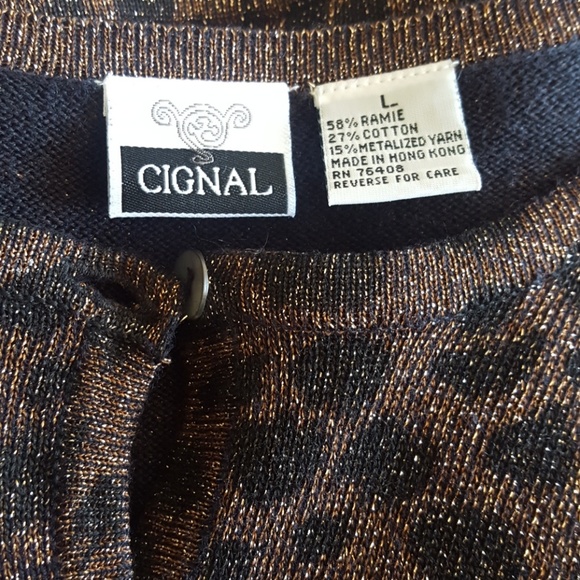 CIGNAL
L
58% RAMIE
27% COTTON
15% METALIZED YARN
MADE IN HONG KONG
RN 76408
REVERSE FOR CARE